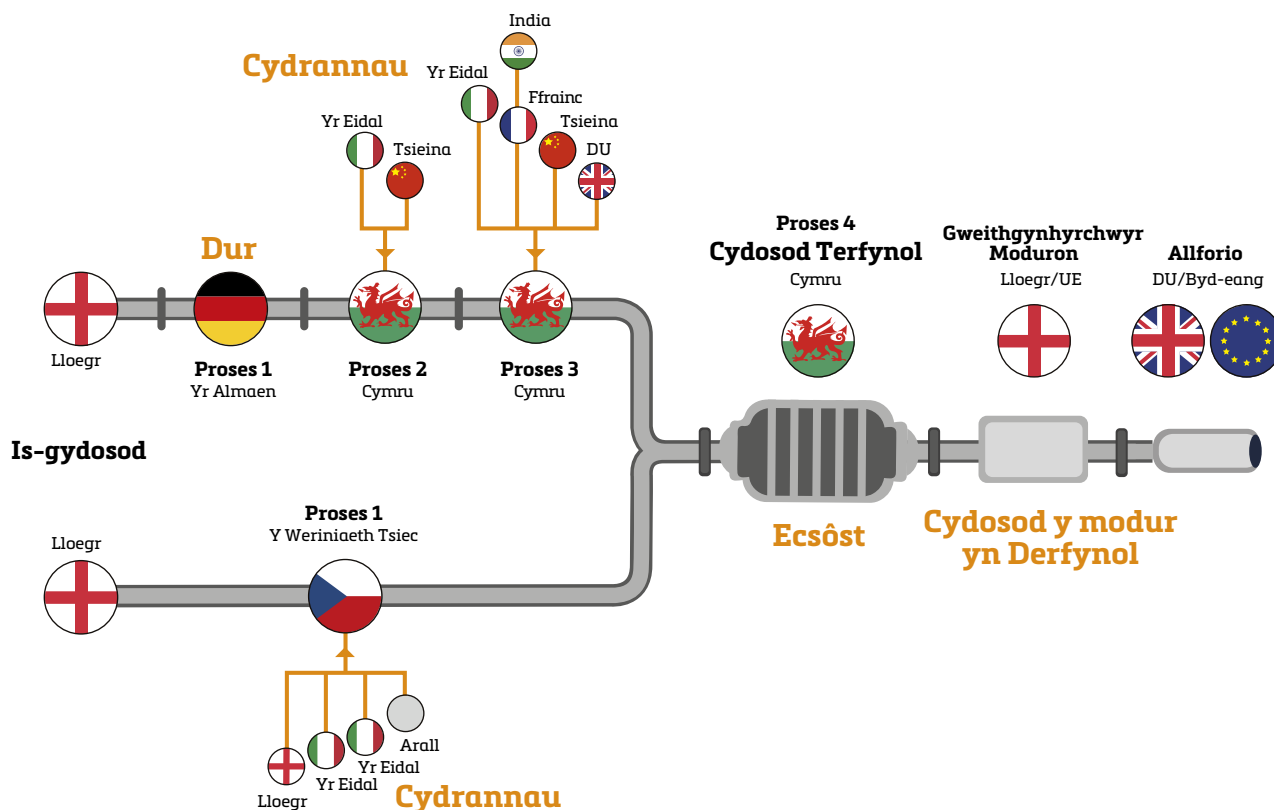 India
Cydrannau
Yr Eidal
Ffrainc
Yr Eidal
Tsieina
Tsieina
DU
Dur
Proses 4
Cydosod Terfynol
Cymru
Gweithgynhyrchwyr
Moduron
Lloegr/UE
Allforio
DU/Byd-eang
Lloegr
Proses 1
Yr Almaen
Proses 2
Cymru
Proses 3
Cymru
Is-gydosod
Proses 1
Y Weriniaeth Tsiec
Lloegr
Ecsôst
Cydosod y modur
yn Derfynol
Arall
Yr Eidal
Yr Eidal
Lloegr
Cydrannau